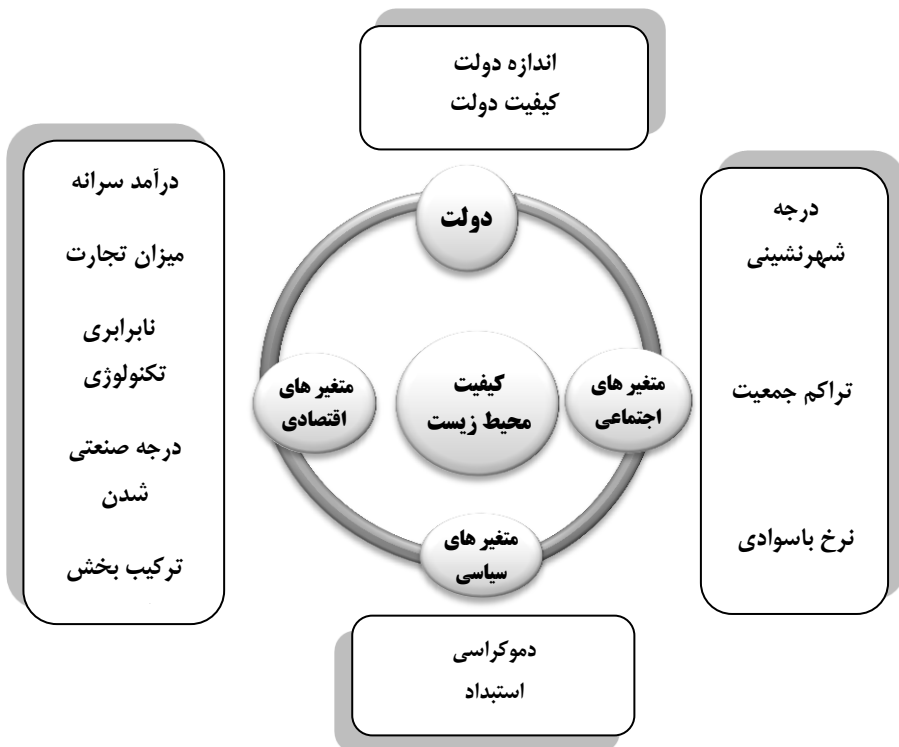 اندازه دولت
کیفیت دولت
دولت
درجه
شهرنشینی
تراکم جمعیت
نرخ باسوادی
متغیر های
اجتماعی
کیفیت
محیط زیست
متغیر های
اقتصادی
درآمد سرانه
میزان تجارت
نابرابری
تکنولوژی
درجه صنعتی
شدن
ترکیب بخش
متغیر های
سیاسی
دموکراسی
استبداد